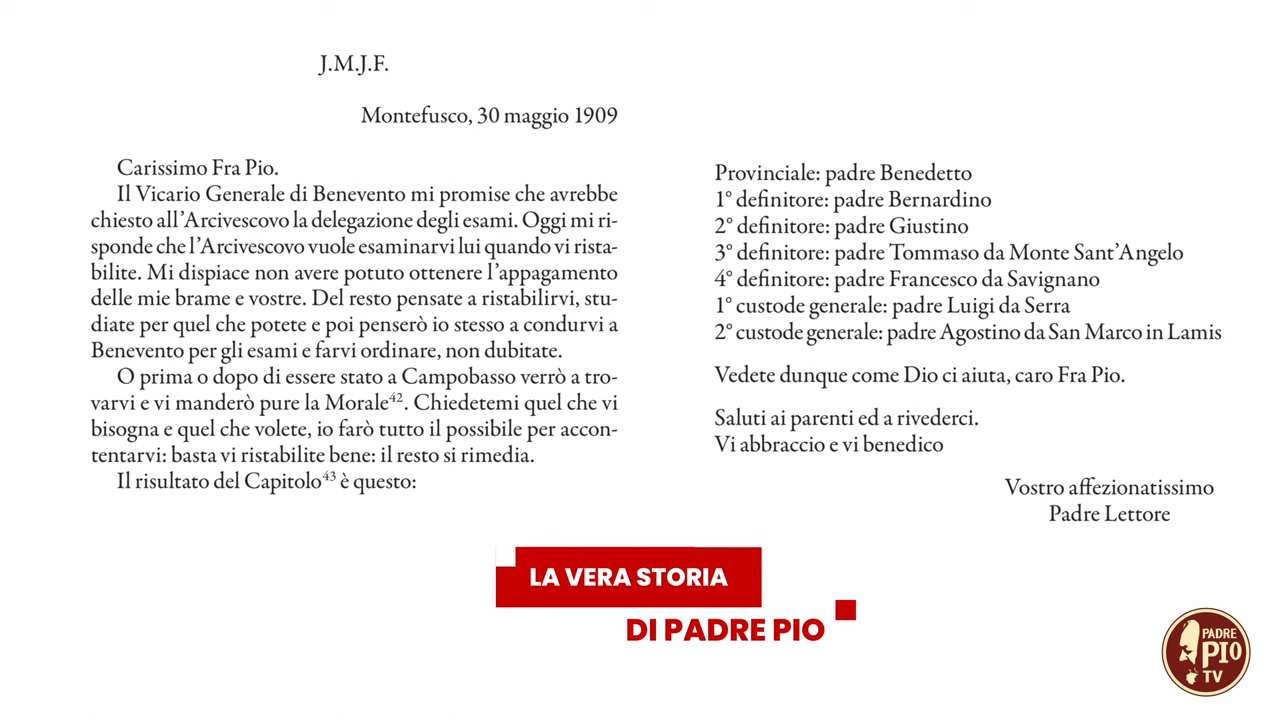 J.M.J.F.
Montefusco, 30 maggio 1909
Carissimo Fra Pio.
Il Vicario Generale di Benevento mi promise che avrebbe
chiesto all’Arcivescovo la delegazione degli esami. Oggi mi ri-
sponde che l’Arcivescovo vuole esaminarvi lui quando vi rista-
bilite. Mi dispiace non avere potuto ottenere l’appagamento
delle mie brame e vostre. Del resto pensate a ristabilirvi, stu-
diate per quel che potete e poi penserò io stesso a condurvi a
Benevento per gli esami e farvi ordinare, non dubitate.
O prima o dopo di essere stato a Campobasso verrò a tro-
varvi e vi manderò pure la Morale⁴². Chiedetemi quel che vi
bisogna e quel che volete, io farò tutto il possibile per accon-
tentarvi: basta vi ristabilite bene: il resto si rimedia.
Il risultato del Capitolo⁴³ è questo:
Provinciale: padre Benedetto
1° definitore: padre Bernardino
2° definitore: padre Giustino
3° definitore: padre Tommaso da Monte Sant’Angelo
4° definitore: padre Francesco da Savignano
1° custode generale: padre Luigi da Serra
2° custode generale: padre Agostino da San Marco in Lamis
Vedete dunque come Dio ci aiuta, caro Fra Pio.
Saluti ai parenti ed a rivederci.
Vi abbraccio e vi benedico
Vostro affezionatissimo
Padre Lettore
LA VERA STORIA
DI PADRE PIO
PADRE
PIO
TV